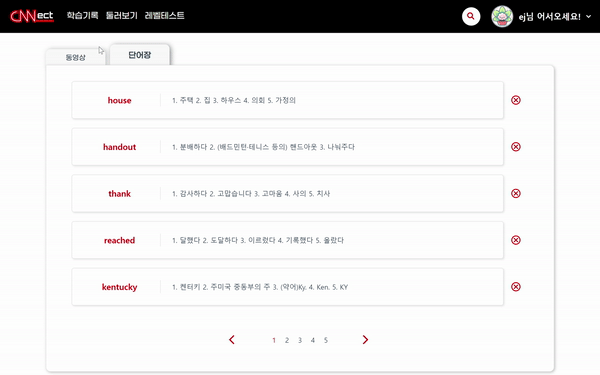 CNNect 학습기록 둘러보기 레벨테스트 ej님 어서오세요!
동영상 단어장
house 1. 주택 2. 집 3. 하우스 4. 의회 5. 가정의
handout 1. 분배하다 2. (배드민턴·테니스 등의) 핸드아웃 3. 나눠주다
thank 1. 감사하다 2. 고맙습니다 3. 고마움 4. 사의 5. 치사
reached 1. 달했다 2. 도달하다 3. 이르렀다 4. 기록했다 5. 올랐다
kentucky 1. 켄터키 2. 주미국 중동부의 주 3. (약어)Ky. 4. Ken. 5. KY
1 2 3 4 5